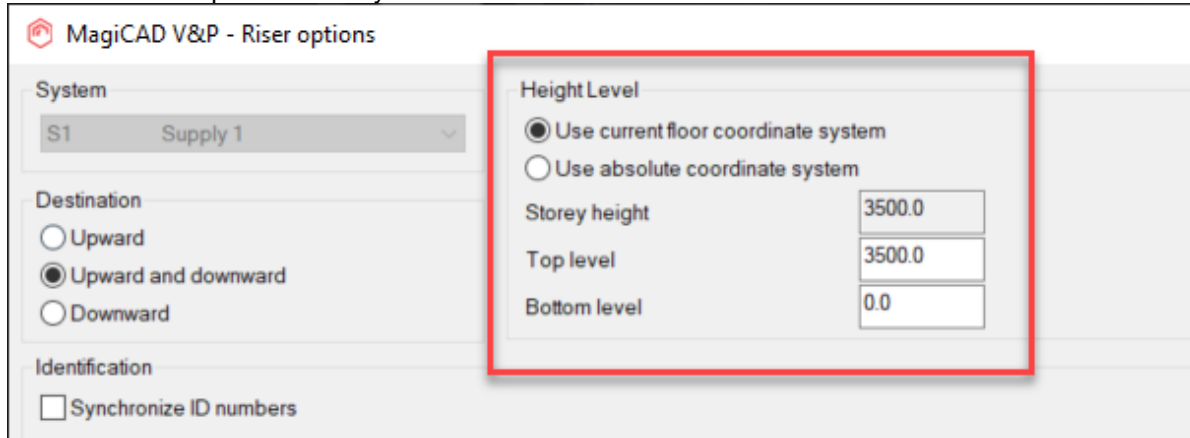 MagiCAD V&P - Riser options
System
S1 Supply 1
Destination
Upward
Upward and downward
Downward
Identification
Synchronize ID numbers
Height Level
Use current floor coordinate system
Use absolute coordinate system
Storey height 3500.0
Top level 3500.0
Bottom level 0.0